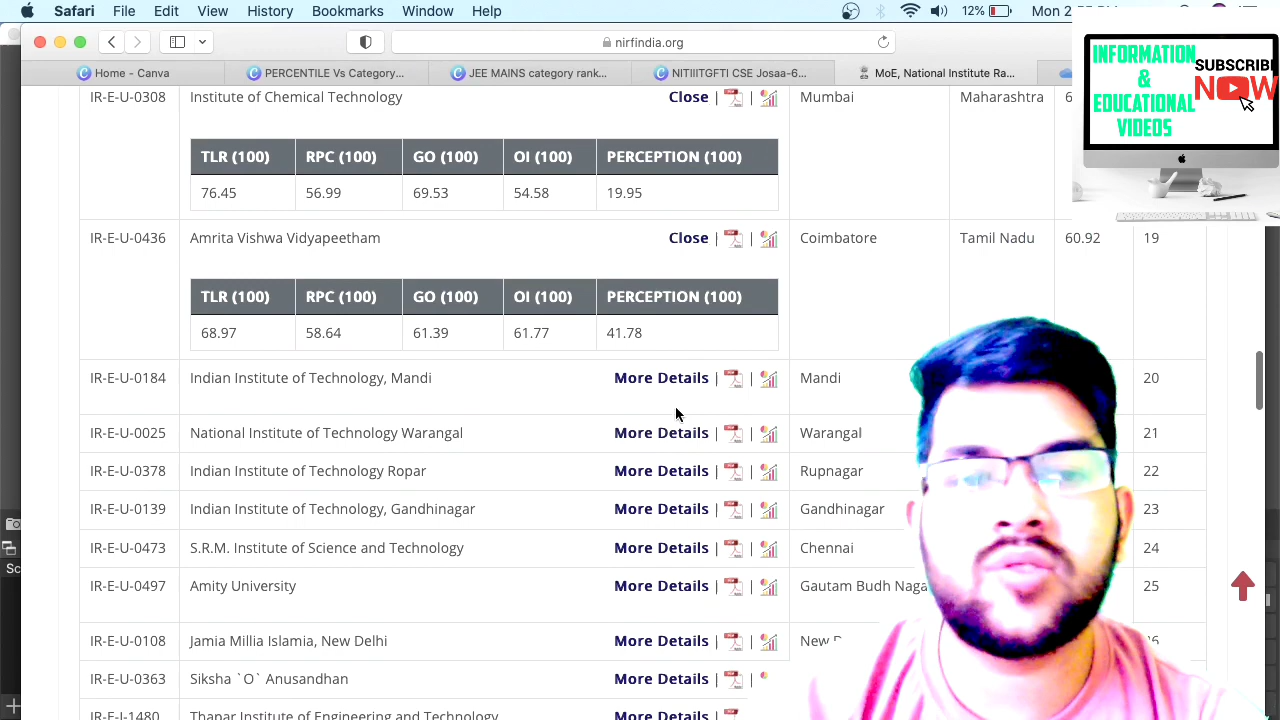 Safari File Edit View History Bookmarks Window Help 12% Mon 2
nirfindia.org
Home - Canva PERCENTILE Vs Category... JEE MAINS category rank... NITIIITGFTI CSE Josaa-6... MoE, National Institute Ra...
INFORMATION
&
EDUCATIONAL
VIDEOS
SUBSCRIBE
NOW
IR-E-U-0308 Institute of Chemical Technology Close | | Mumbai Maharashtra 6
TLR (100) RPC (100) GO (100) OI (100) PERCEPTION (100)
76.45 56.99 69.53 54.58 19.95
IR-E-U-0436 Amrita Vishwa Vidyapeetham Close | | Coimbatore Tamil Nadu 60.92 19
TLR (100) RPC (100) GO (100) OI (100) PERCEPTION (100)
68.97 58.64 61.39 61.77 41.78
IR-E-U-0184 Indian Institute of Technology, Mandi More Details | | Mandi 20
IR-E-U-0025 National Institute of Technology Warangal More Details | | Warangal 21
IR-E-U-0378 Indian Institute of Technology Ropar More Details | | Rupnagar 22
IR-E-U-0139 Indian Institute of Technology, Gandhinagar More Details | | Gandhinagar 23
IR-E-U-0473 S.R.M. Institute of Science and Technology More Details | | Chennai 24
Sc
IR-E-U-0497 Amity University More Details | | Gautam Budh Naga 25
IR-E-U-0108 Jamia Millia Islamia, New Delhi More Details | | New
IR-E-U-0363 Siksha `O` Anusandhan More Details |
IR-E-I-1480 Thapar Institute of Engineering and Technology More Details |